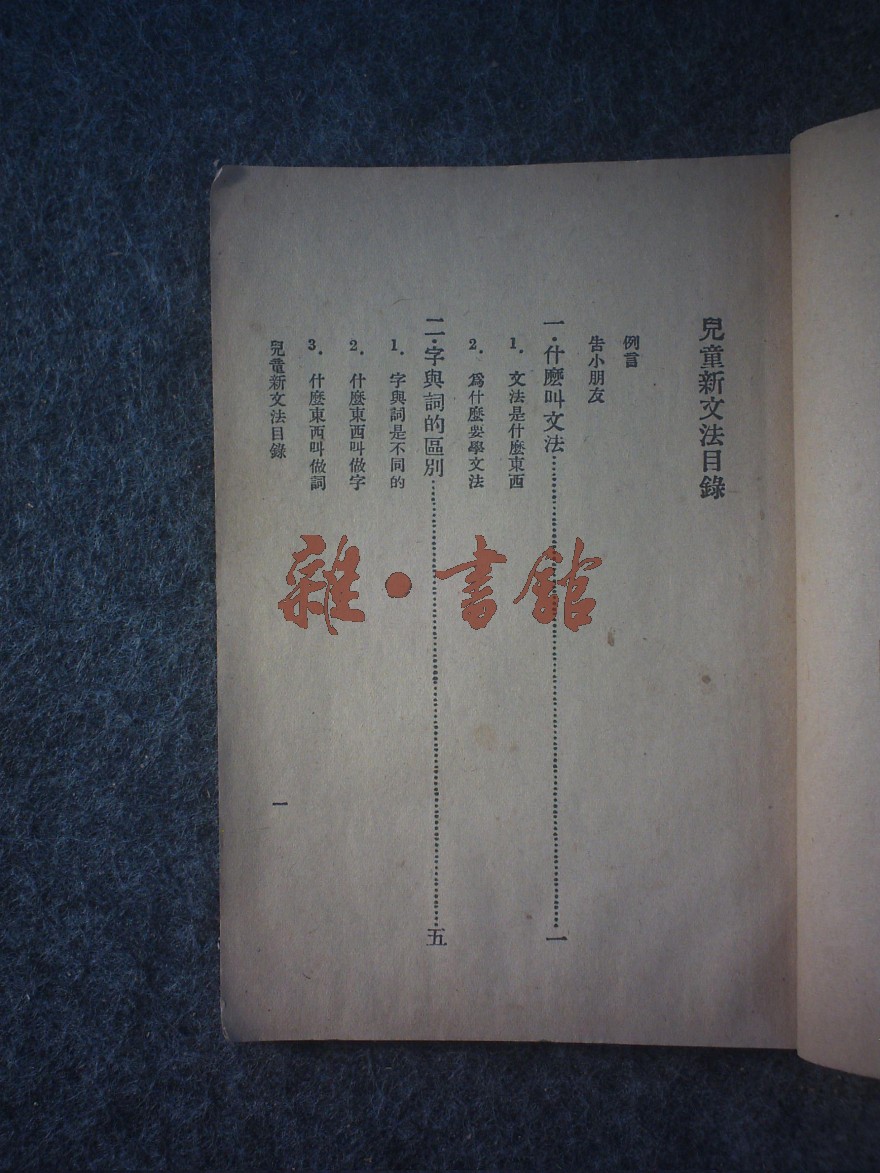 兒童新文法目錄
例言
告小朋友
一·什麼叫文法……………一
1. 文法是什麼東西
2. 爲什麼要學文法
二·字與詞的區別……………五
1. 字與詞是不同的
2. 什麼東西叫做字
3. 什麼東西叫做詞
兒童新文法目錄
一
雜·書館